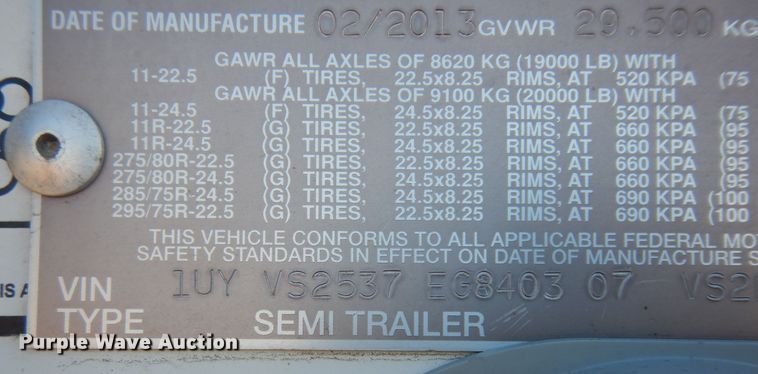 DATE OF MANUFACTURE 02/2013 GVWR 29,500 KG
GAWR ALL AXLES OF 8620 KG (19000 LB) WITH
11-22.5 (F) TIRES, 22.5x8.25 RIMS, AT 520 KPA (75
GAWR ALL AXLES OF 9100 KG (20000 LB) WITH
11-24.5 (F) TIRES, 24.5x8.25 RIMS, AT 520 KPA (75
11R-22.5 (G) TIRES, 22.5x8.25 RIMS, AT 660 KPA (95
11R-24.5 (G) TIRES, 24.5x8.25 RIMS, AT 660 KPA (95
275/80R-22.5 (G) TIRES, 22.5x8.25 RIMS, AT 660 KPA (95
275/80R-24.5 (G) TIRES, 24.5x8.25 RIMS, AT 660 KPA (95
285/75R-24.5 (G) TIRES, 24.5x8.25 RIMS, AT 690 KPA (100
295/75R-22.5 (G) TIRES, 22.5x8.25 RIMS, AT 690 KPA (100
THIS VEHICLE CONFORMS TO ALL APPLICABLE FEDERAL MOT
SAFETY STANDARDS IN EFFECT ON DATE OF MANUFACTURE S
IS A
VIN 1UY VS2537 EG8403 07 VS2
TYPE SEMI TRAILER
Purple Wave Auction